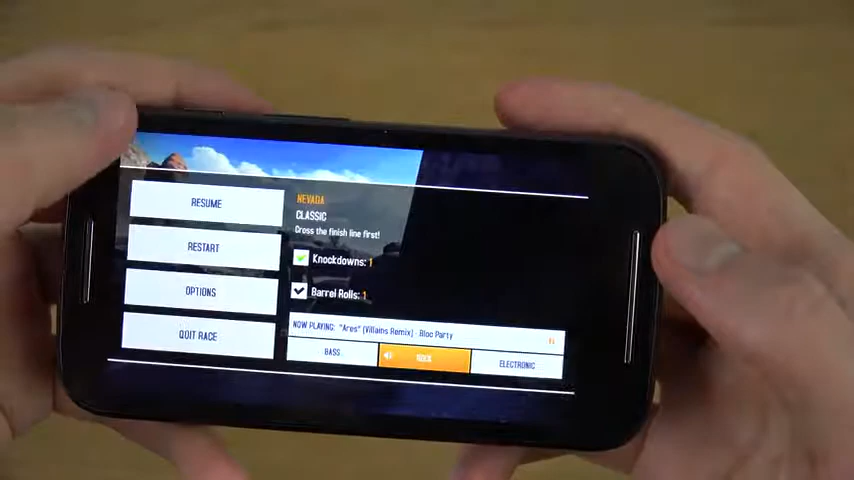 RESUME
RESTART
OPTIONS
QUIT RACE
NEVADA
CLASSIC
Cross the finish line first!
Knockdowns: 1
Barrel Rolls: 1
NOW PLAYING: "Ares" (Villains Remix) - Bloc Party
BASS
ROCK
ELECTRONIC